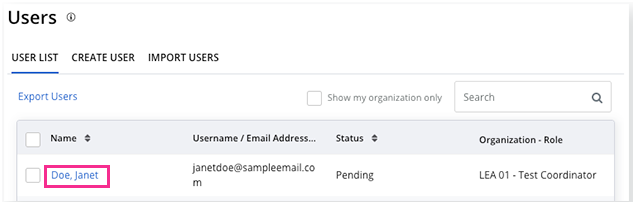 Users
USER LIST CREATE USER IMPORT USERS
Export Users Show my organization only Search
Name Username / Email Address... Status Organization - Role
Doe, Janet janetdoe@sampleemail.co
m Pending LEA 01 - Test Coordinator